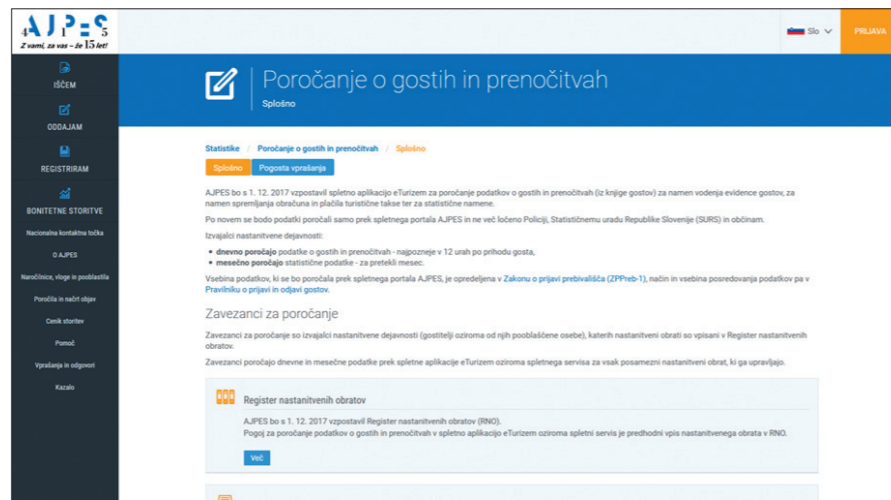 4 AJPES 15
Z vami, za vas – že 15 let!
Slo
PRIJAVA
IŠČEM
ODDAJAM
REGISTRIRAM
BONITETNE STORITVE
Nacionalna kontaktna točka
O AJPES
Naročilnice, vloge in pooblastila
Poročila in načrt objav
Cenik storitev
Pomoč
Vprašanja in odgovori
Kazalo
Poročanje o gostih in prenočitvah
Splošno
Statistike / Poročanje o gostih in prenočitvah / Splošno
Splošno Pogosta vprašanja
AJPES bo s 1. 12. 2017 vzpostavil spletno aplikacijo eTurizem za poročanje podatkov o gostih in prenočitvah (iz knjige gostov) za namen vodenja evidence gostov, za
namen spremljanja obračuna in plačila turistične takse ter za statistične namene.
Po novem se bodo podatki poročali samo prek spletnega portala AJPES in ne več ločeno Policiji, Statističnemu uradu Republike Slovenije (SURS) in občinam.
Izvajalci nastanitvene dejavnosti:
• dnevno poročajo podatke o gostih in prenočitvah - najpozneje v 12 urah po prihodu gosta,
• mesečno poročajo statistične podatke - za pretekli mesec.
Vsebina podatkov, ki se bo poročala prek spletnega portala AJPES, je opredeljena v Zakonu o prijavi prebivališča (ZPPreb-1), način in vsebina posredovanja podatkov pa v
Pravilniku o prijavi in odjavi gostov.
Zavezanci za poročanje
Zavezanci za poročanje so izvajalci nastanitvene dejavnosti (gostitelji oziroma od njih pooblaščene osebe), katerih nastanitveni obrati so vpisani v Register nastanitvenih
obratov.
Zavezanci poročajo dnevne in mesečne podatke prek spletne aplikacije eTurizem oziroma spletnega servisa za vsak posamezni nastanitveni obrat, ki ga upravljajo.
Register nastanitvenih obratov
AJPES bo s 1. 12. 2017 vzpostavil Register nastanitvenih obratov (RNO).
Pogoj za poročanje podatkov o gostih in prenočitvah v spletno aplikacijo eTurizem oziroma spletni servis je predhodni vpis nastanitvenega obrata v RNO.
Več